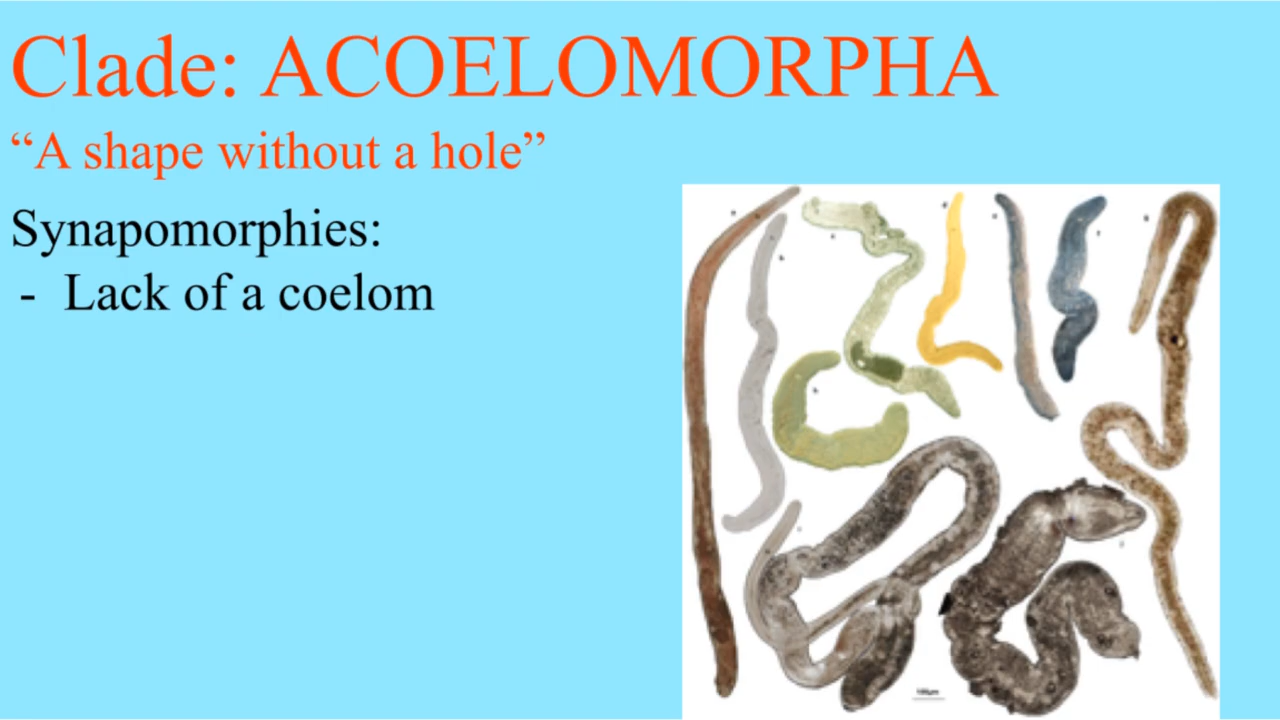 Clade: ACOELOMORPHA
“A shape without a hole”
Synapomorphies:
- Lack of a coelom